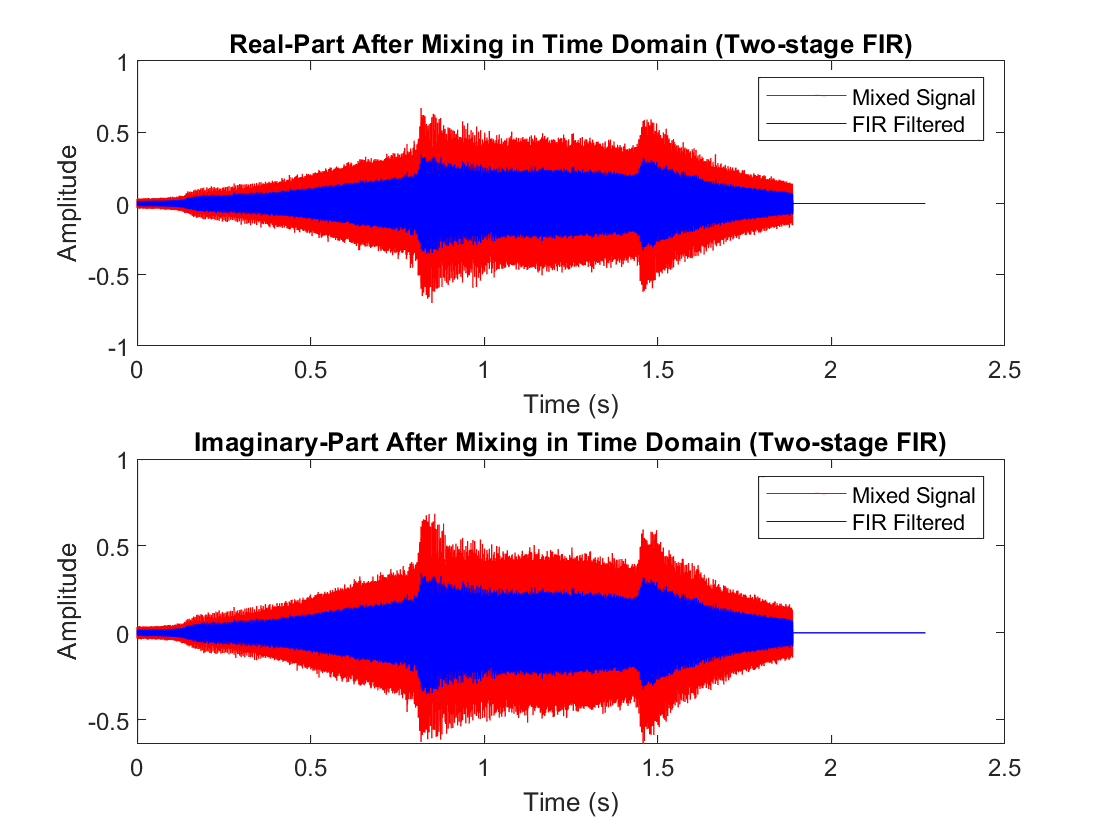 Real-Part After Mixing in Time Domain (Two-stage FIR)
1
0.5
0
-0.5
-1
Amplitude
Mixed Signal
FIR Filtered
0 0.5 1 1.5 2 2.5
Time (s)
Imaginary-Part After Mixing in Time Domain (Two-stage FIR)
1
0.5
0
-0.5
Amplitude
Mixed Signal
FIR Filtered
0 0.5 1 1.5 2 2.5
Time (s)